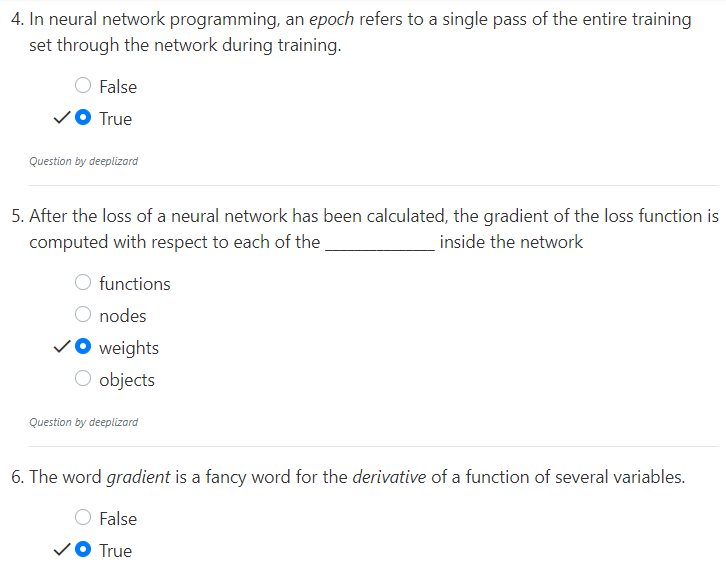 4. In neural network programming, an epoch refers to a single pass of the entire training
set through the network during training.
False
True
Question by deeplizard
5. After the loss of a neural network has been calculated, the gradient of the loss function is
computed with respect to each of the _______________ inside the network
functions
nodes
weights
objects
Question by deeplizard
6. The word gradient is a fancy word for the derivative of a function of several variables.
False
True